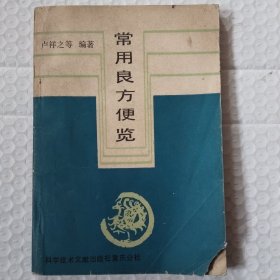 卢祥之等 编著
常用良方便览
科学技术文献出版社重庆分社